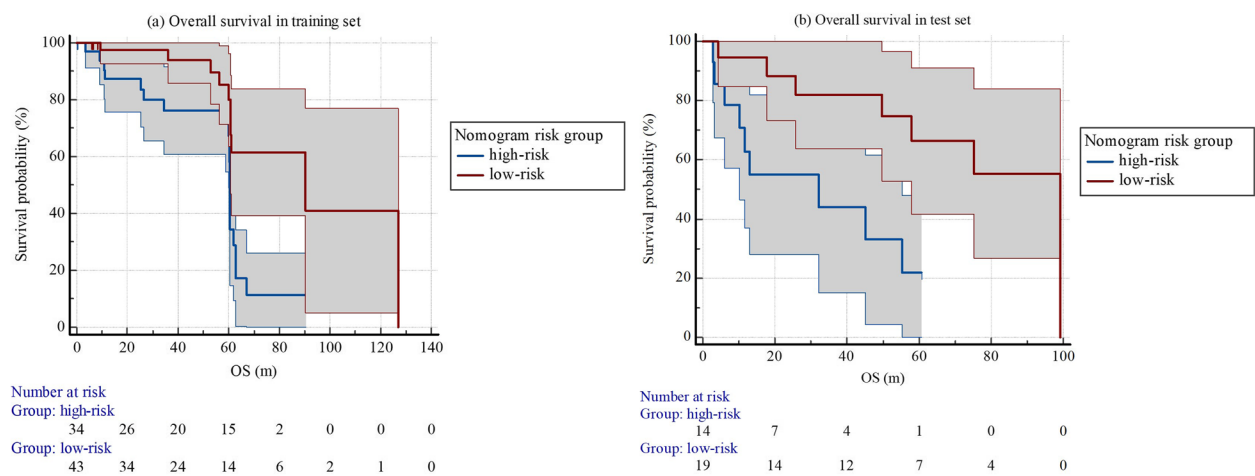 (a) Overall survival in training set
Survival probability (%)
100
80
60
40
20
0
0 20 40 60 80 100 120 140
OS (m)
Nomogram risk group
high-risk
low-risk
Number at risk
Group: high-risk
34 26 20 15 2 0 0 0
Group: low-risk
43 34 24 14 6 2 1 0
(b) Overall survival in test set
Survival probability (%)
100
80
60
40
20
0
0 20 40 60 80 100
OS (m)
Nomogram risk group
high-risk
low-risk
Number at risk
Group: high-risk
14 7 4 1 0 0
Group: low-risk
19 14 12 7 4 0